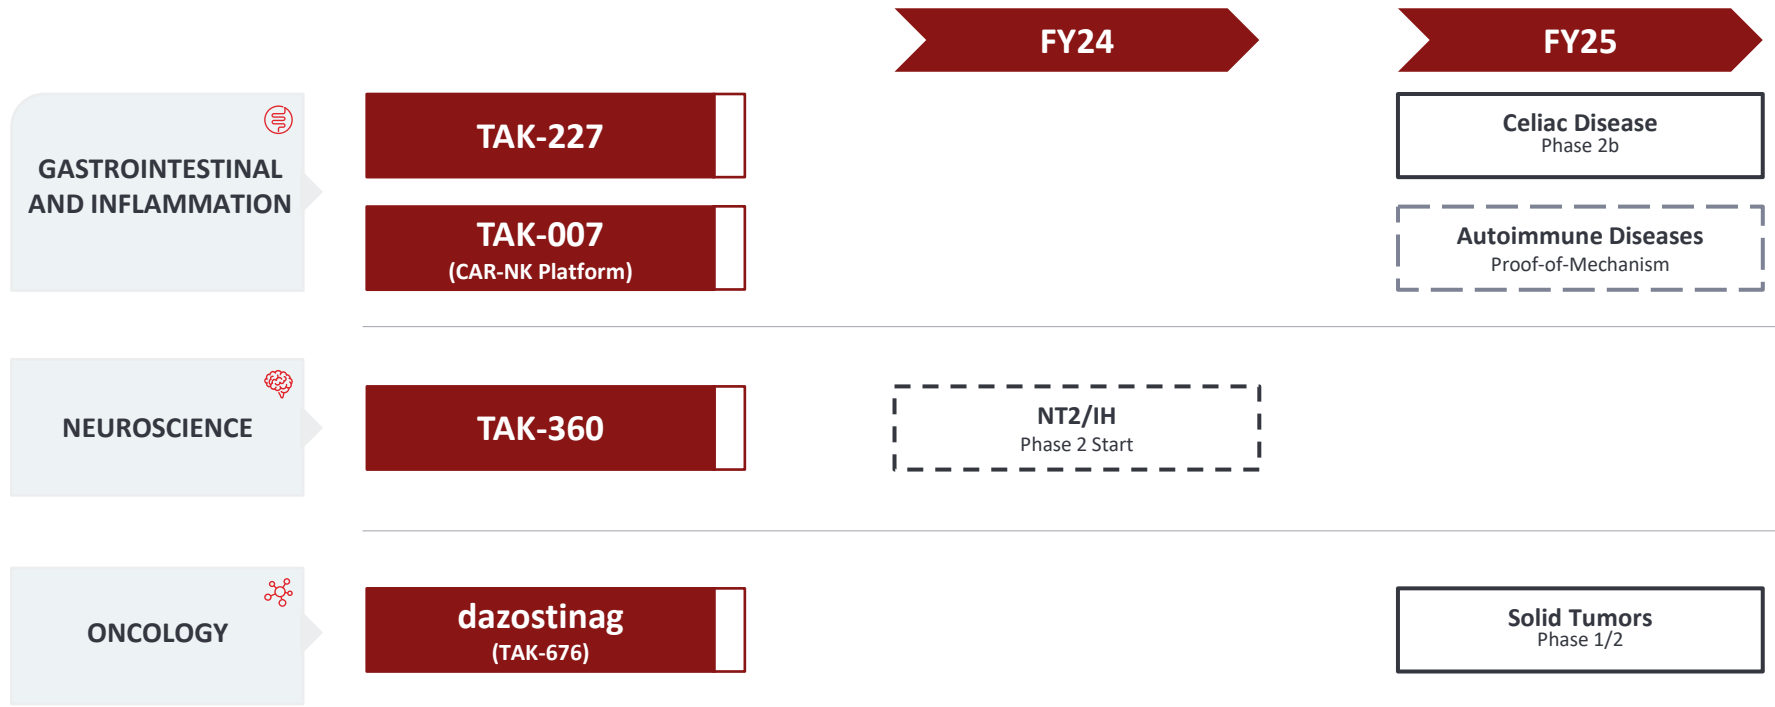 FY24
FY25
GASTROINTESTINAL
AND INFLAMMATION
TAK-227
Celiac Disease
Phase 2b
TAK-007
(CAR-NK Platform)
Autoimmune Diseases
Proof-of-Mechanism
NEUROSCIENCE
TAK-360
NT2/IH
Phase 2 Start
ONCOLOGY
dazostinag
(TAK-676)
Solid Tumors
Phase 1/2